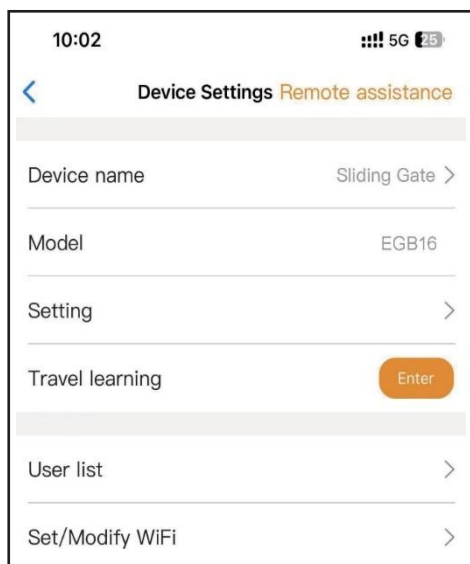 10:02 5G 25
Device Settings Remote assistance
Device name Sliding Gate
Model EGB16
Setting
Travel learning Enter
User list
Set/Modify WiFi